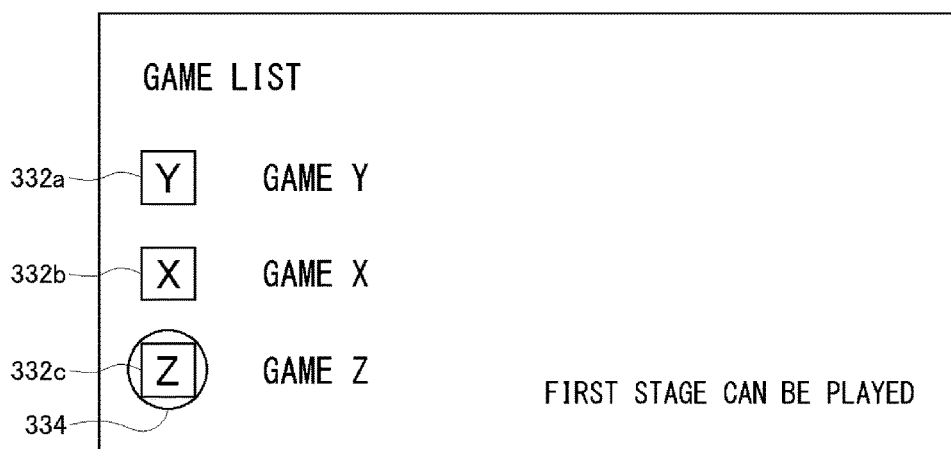 GAME LIST
332a Y GAME Y
332b X GAME X
332c Z GAME Z
FIRST STAGE CAN BE PLAYED
334